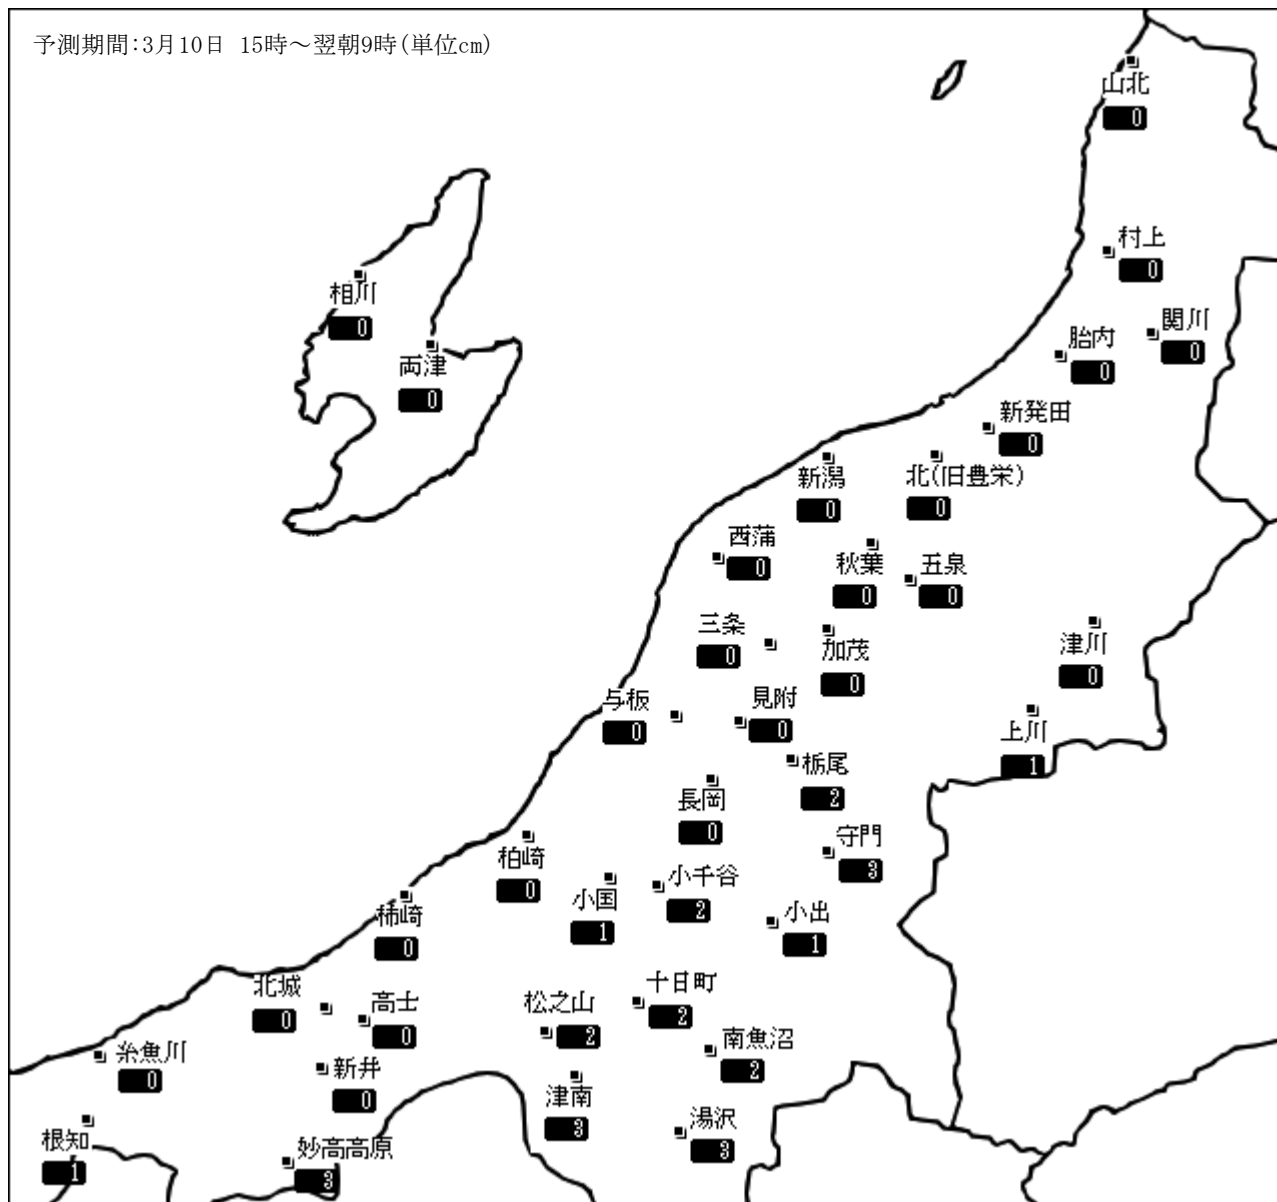 予測期間:3月10日 15時～翌朝9時(単位cm)
山北
0
村上
0
相川
0
関川
0
胎内
0
両津
0
新発田
0
新潟
0
北(旧豊栄)
0
西蒲
0
秋葉
0
五泉
0
三条
0
加茂
0
津川
0
与板
0
見附
0
上川
1
栃尾
2
長岡
0
守門
3
柏崎
0
小千谷
2
小国
1
小出
1
柿崎
0
北城
0
高士
0
松之山
2
十日町
2
南魚沼
2
糸魚川
0
新井
0
津南
3
湯沢
3
根知
1
妙高高原
3